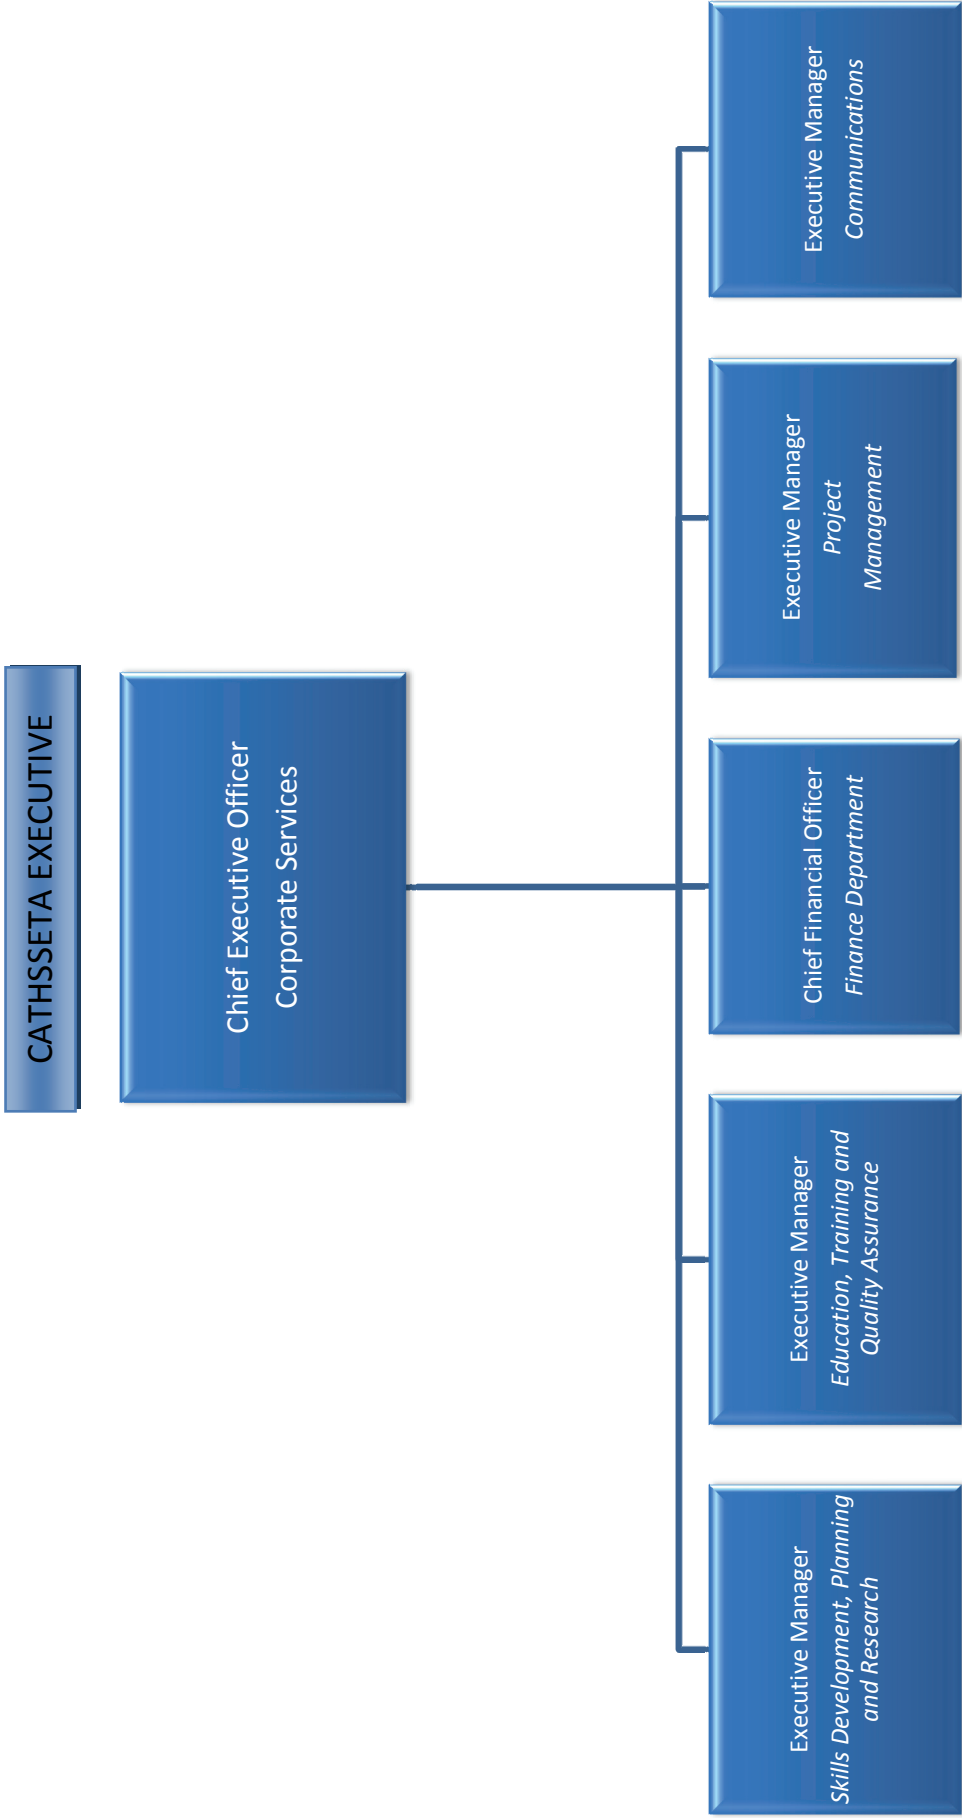 CATHSSETA EXECUTIVE
Chief Executive Officer
Corporate Services
Executive Manager
Skills Development, Planning
and Research
Executive Manager
Education, Training and
Quality Assurance
Chief Financial Officer
Finance Department
Executive Manager
Project
Management
Executive Manager
Communications